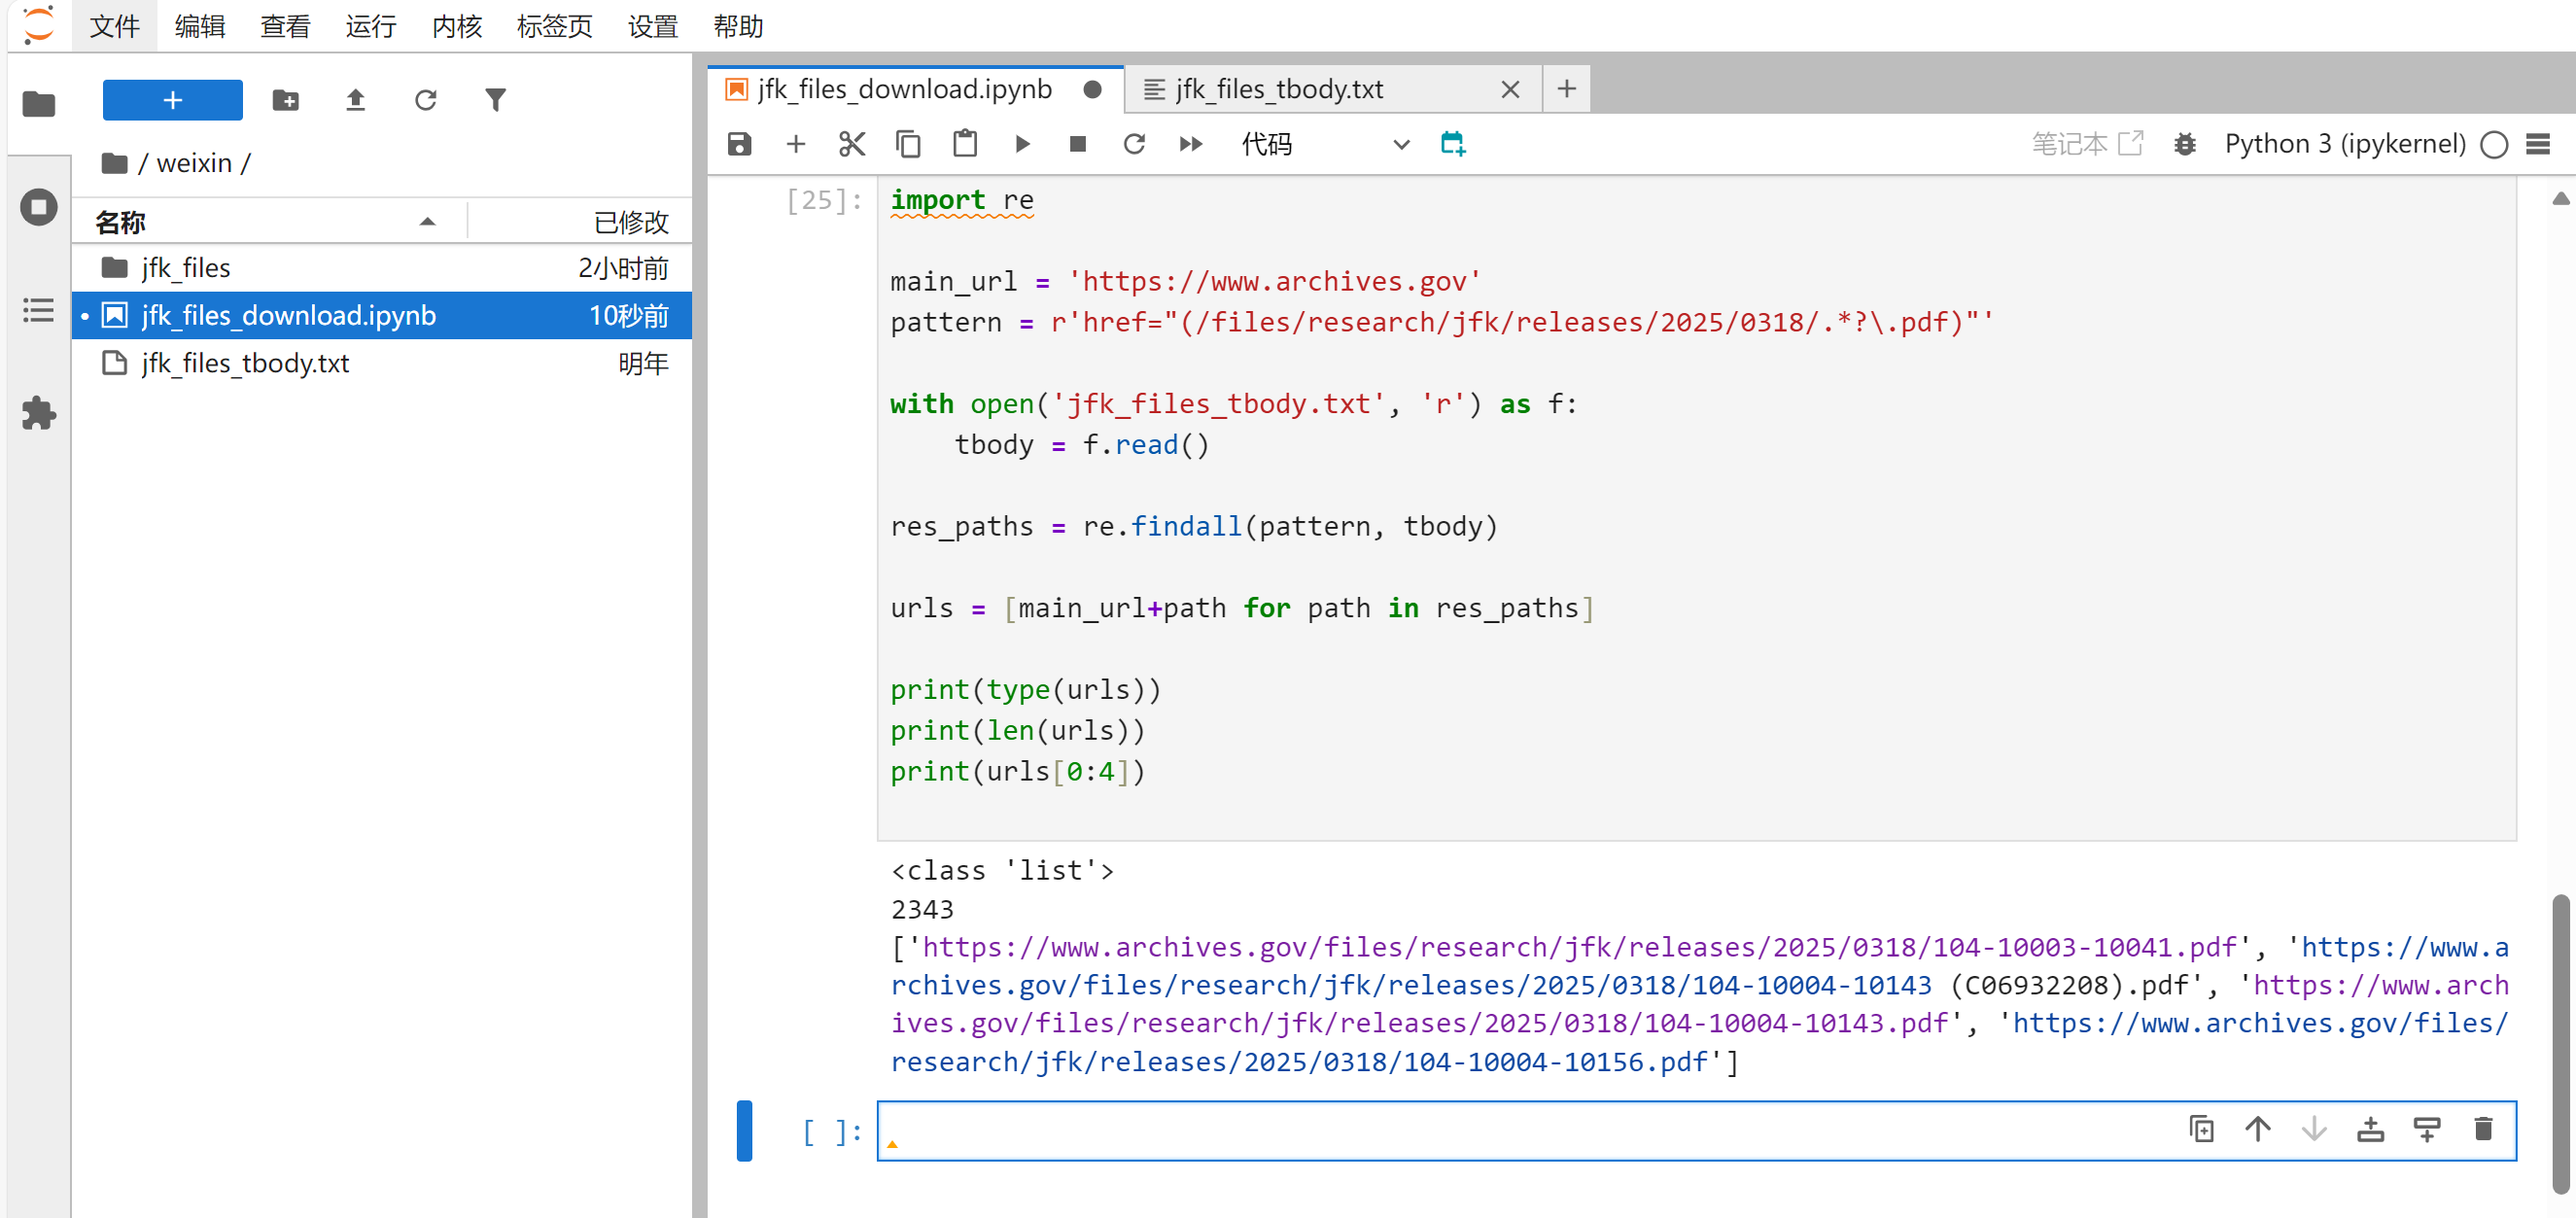 文件 编辑 查看 运行 内核 标签页 设置 帮助
+
/ weixin /
名称 已修改
jfk_files 2小时前
jfk_files_download.ipynb 10秒前
jfk_files_tbody.txt 明年
jfk_files_download.ipynb jfk_files_tbody.txt
代码 笔记本 Python 3 (ipykernel)
[25]: import re
main_url = 'https://www.archives.gov'
pattern = r'href="(/files/research/jfk/releases/2025/0318/.*?\.pdf)"'
with open('jfk_files_tbody.txt', 'r') as f:
    tbody = f.read()
res_paths = re.findall(pattern, tbody)
urls = [main_url+path for path in res_paths]
print(type(urls))
print(len(urls))
print(urls[0:4])
<class 'list'>
2343
['https://www.archives.gov/files/research/jfk/releases/2025/0318/104-10003-10041.pdf', 'https://www.a
rchives.gov/files/research/jfk/releases/2025/0318/104-10004-10143 (C06932208).pdf', 'https://www.arch
ives.gov/files/research/jfk/releases/2025/0318/104-10004-10143.pdf', 'https://www.archives.gov/files/
research/jfk/releases/2025/0318/104-10004-10156.pdf']
[ ]: